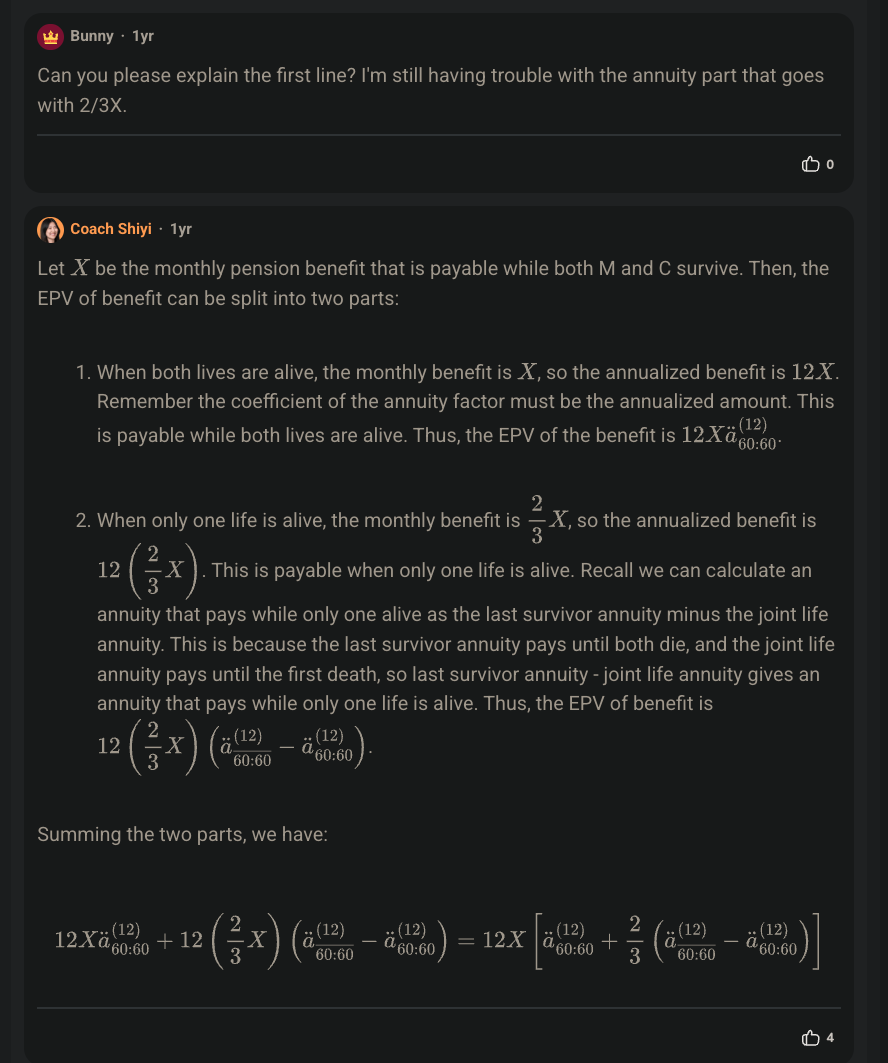 Bunny · 1yr
Can you please explain the first line? I'm still having trouble with the annuity part that goes
with 2/3X.
0
Coach Shiyi · 1yr
Let $X$ be the monthly pension benefit that is payable while both M and C survive. Then, the
EPV of benefit can be split into two parts:
1. When both lives are alive, the monthly benefit is $X$, so the annualized benefit is $12X$.
Remember the coefficient of the annuity factor must be the annualized amount. This
is payable while both lives are alive. Thus, the EPV of the benefit is $12X\ddot{a}_{60:60}^{(12)}$.
2. When only one life is alive, the monthly benefit is $\frac{2}{3}X$, so the annualized benefit is
$12\left(\frac{2}{3}X\right)$. This is payable when only one life is alive. Recall we can calculate an
annuity that pays while only one alive as the last survivor annuity minus the joint life
annuity. This is because the last survivor annuity pays until both die, and the joint life
annuity pays until the first death, so last survivor annuity - joint life annuity gives an
annuity that pays while only one life is alive. Thus, the EPV of benefit is
$12\left(\frac{2}{3}X\right)\left(\ddot{a}_{\overline{60:60}}^{(12)} - \ddot{a}_{60:60}^{(12)}\right)$.
Summing the two parts, we have:
$12X\ddot{a}_{60:60}^{(12)} + 12\left(\frac{2}{3}X\right)\left(\ddot{a}_{\overline{60:60}}^{(12)} - \ddot{a}_{60:60}^{(12)}\right) = 12X\left[\ddot{a}_{60:60}^{(12)} + \frac{2}{3}\left(\ddot{a}_{\overline{60:60}}^{(12)} - \ddot{a}_{60:60}^{(12)}\right)\right]$
4